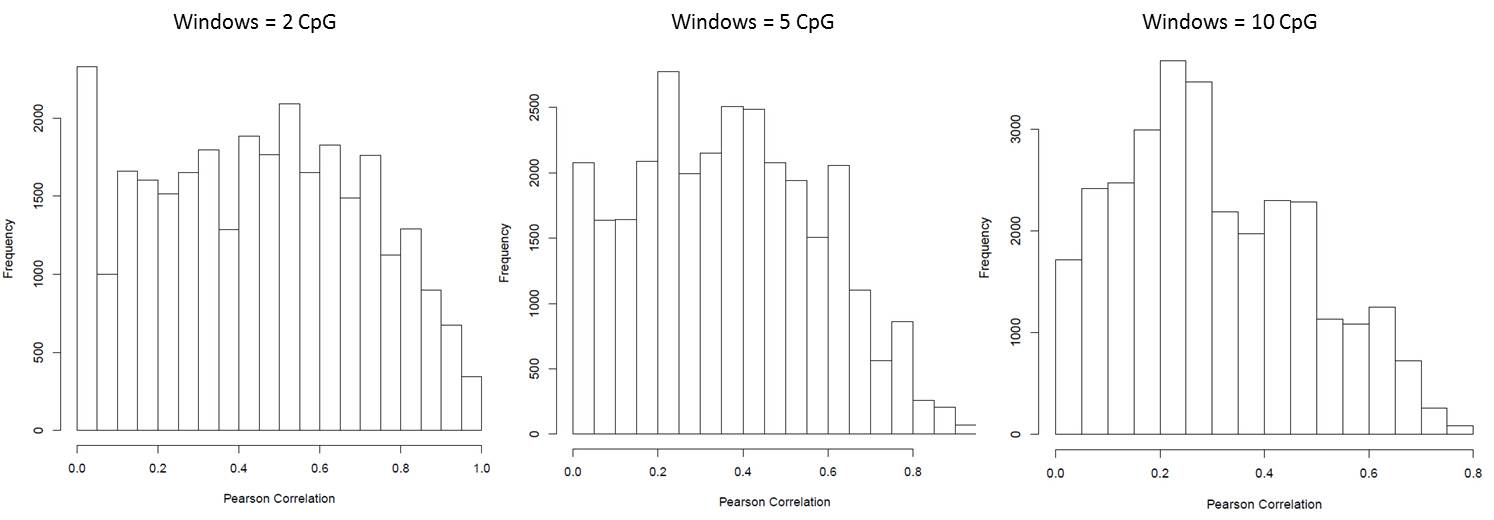 Windows = 2 CpG
Frequency
0
500
1000
1500
2000
0.0 0.2 0.4 0.6 0.8 1.0
Pearson Correlation
Windows = 5 CpG
Frequency
0
500
1000
1500
2000
2500
0.0 0.2 0.4 0.6 0.8
Pearson Correlation
Windows = 10 CpG
Frequency
0
1000
2000
3000
0.0 0.2 0.4 0.6 0.8
Pearson Correlation